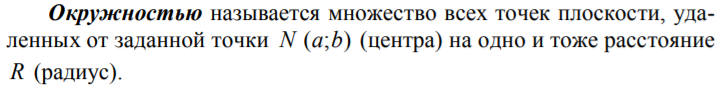 Окружностью называется множество всех точек плоскости, уда-
ленных от заданной точки N (a;b) (центра) на одно и тоже расстояние
R (радиус).